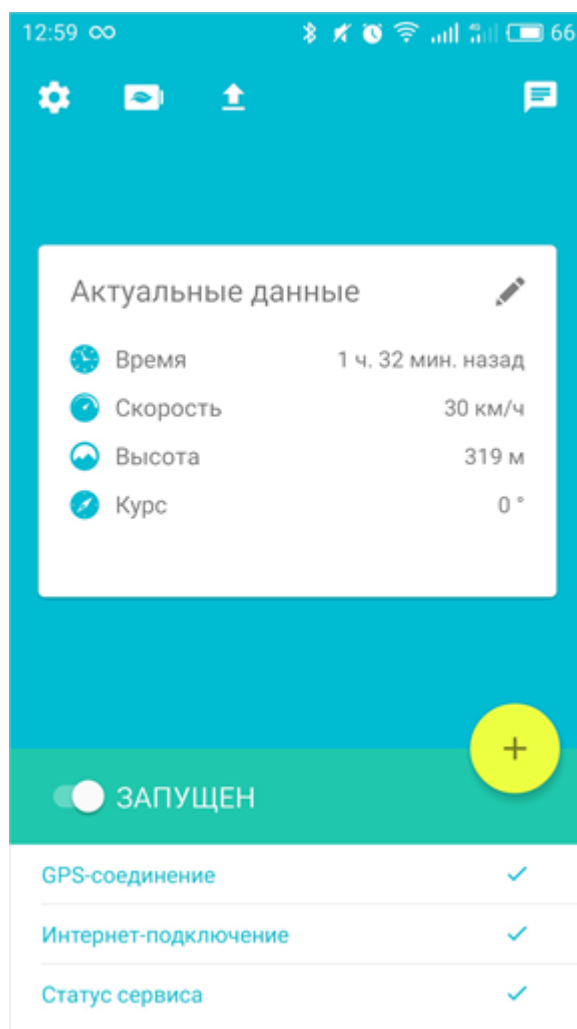 12:59 66
Актуальные данные
Время 1 ч. 32 мин. назад
Скорость 30 км/ч
Высота 319 м
Курс 0 °
+
ЗАПУЩЕН
GPS-соединение
Интернет-подключение
Статус сервиса